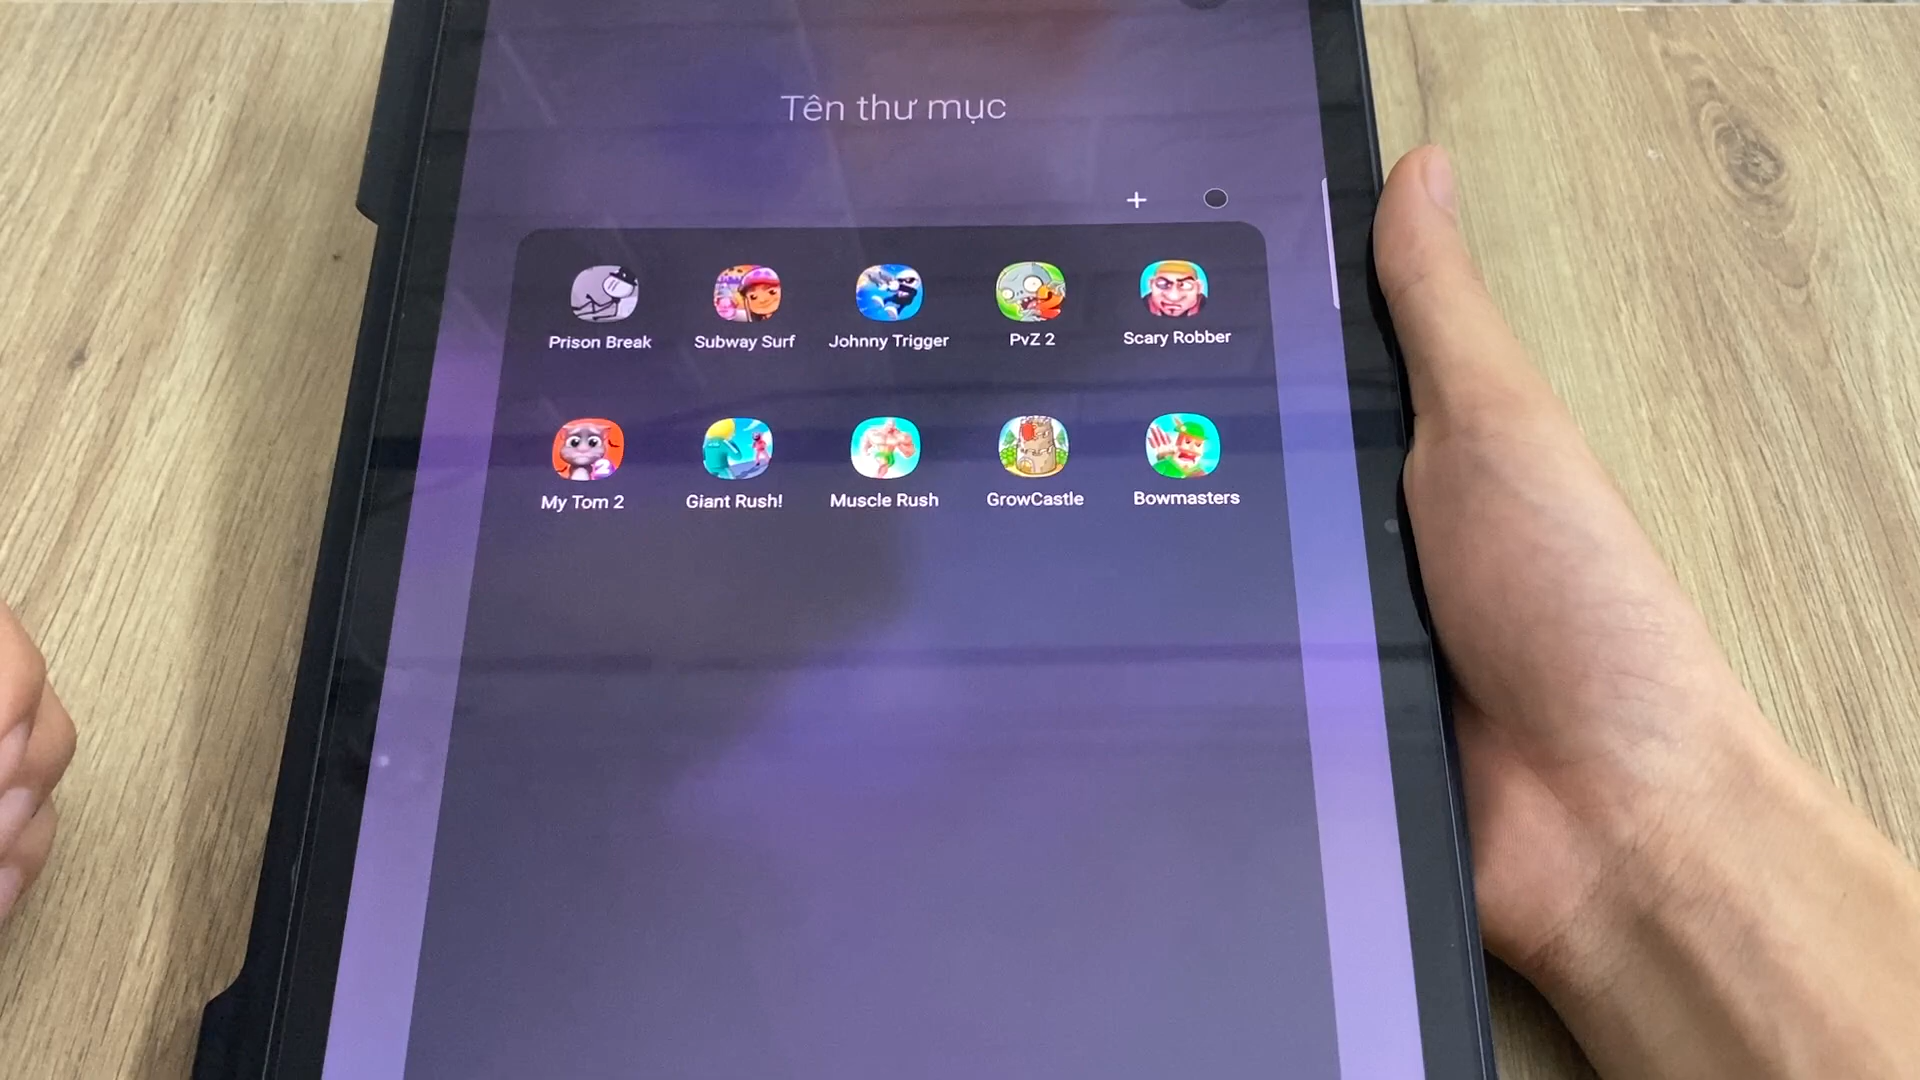 Tên thư mục
Prison Break
Subway Surf
Johnny Trigger
PvZ 2
Scary Robber
My Tom 2
Giant Rush!
Muscle Rush
GrowCastle
Bowmasters